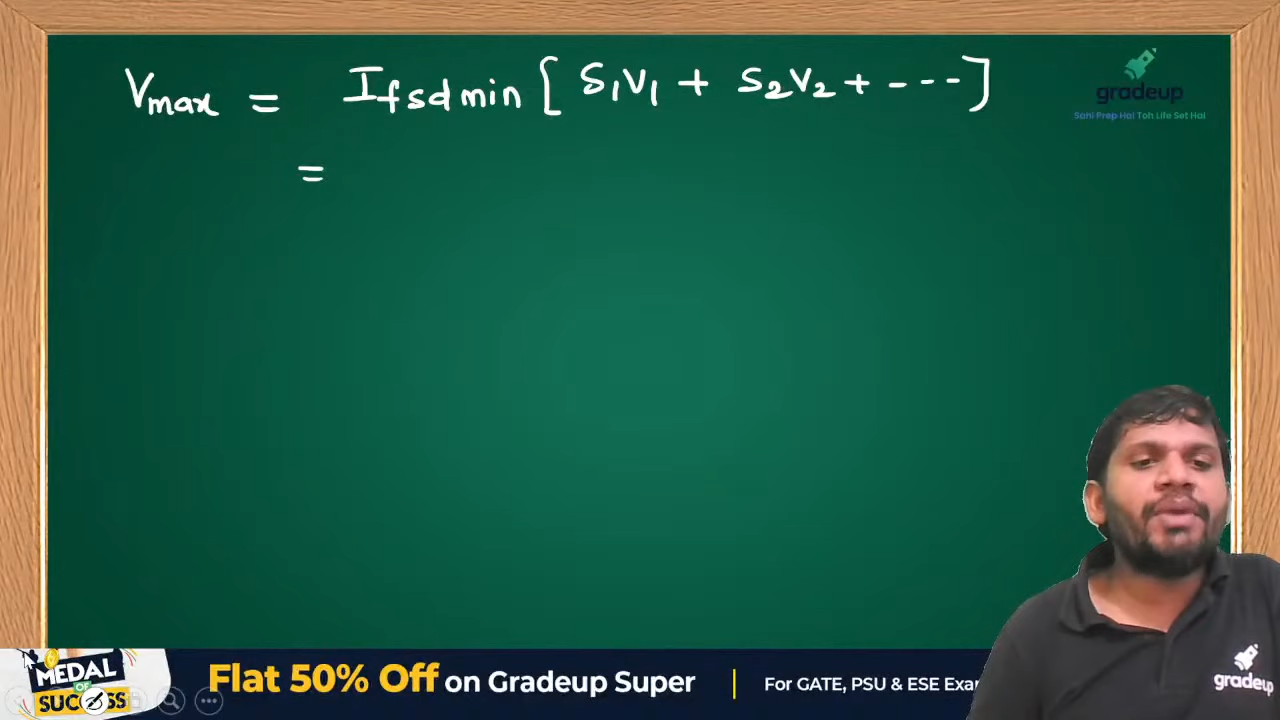 Vmax = Ifsdmin [ S1V1 + S2V2 + --- ]
=
gradeup
Sahi Prep Hai Toh Life Set Hai
gradeup
MEDAL
OF
SUCCESS
Flat 50% Off on Gradeup Super
For GATE, PSU & ESE Exa